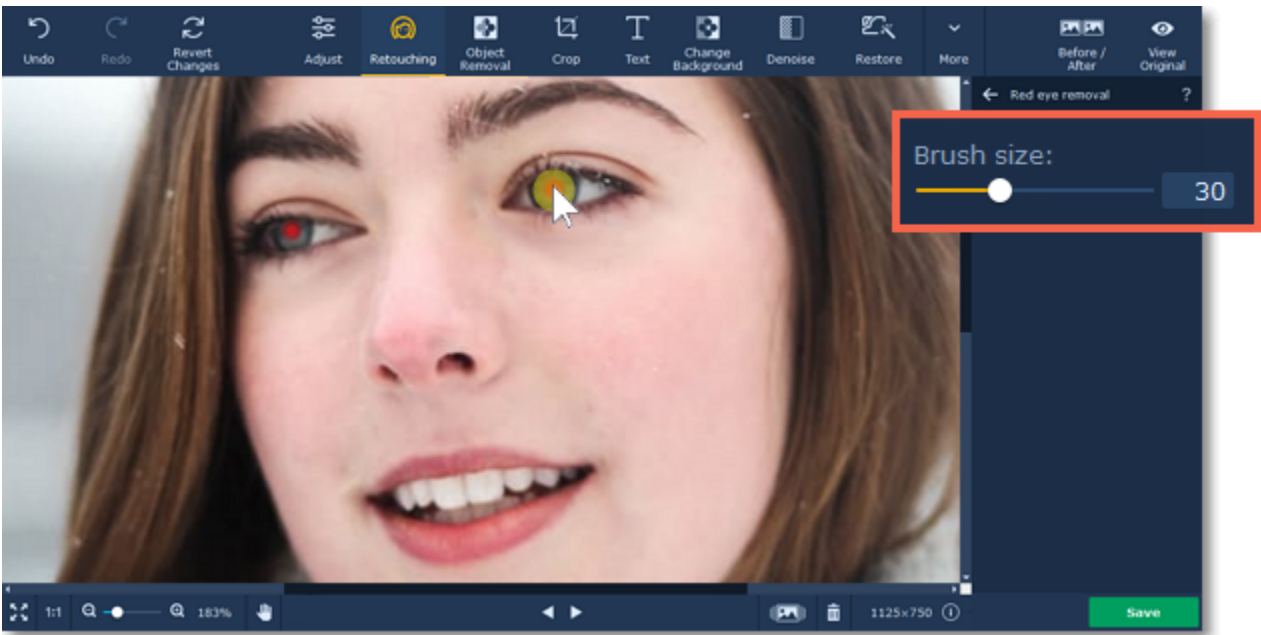 Undo
Redo
Revert
Changes
Adjust
Retouching
Object
Removal
Crop
Text
Change
Background
Denoise
Restore
More
Before /
After
View
Original
Red eye removal
?
Brush size:
30
1:1
183%
1125×750
Save